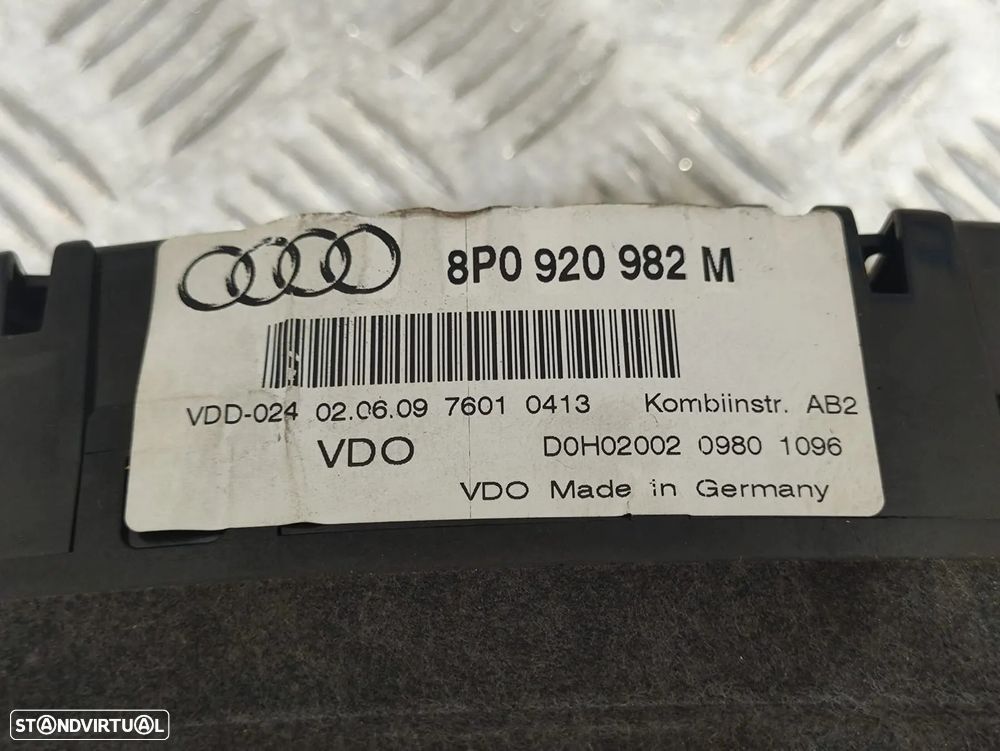 8P0 920 982 M
VDD-024 02.06.09 7601 0413 Kombiinstr. AB2
VDO D0H02002 0980 1096
VDO Made in Germany
STANDVIRTUAL